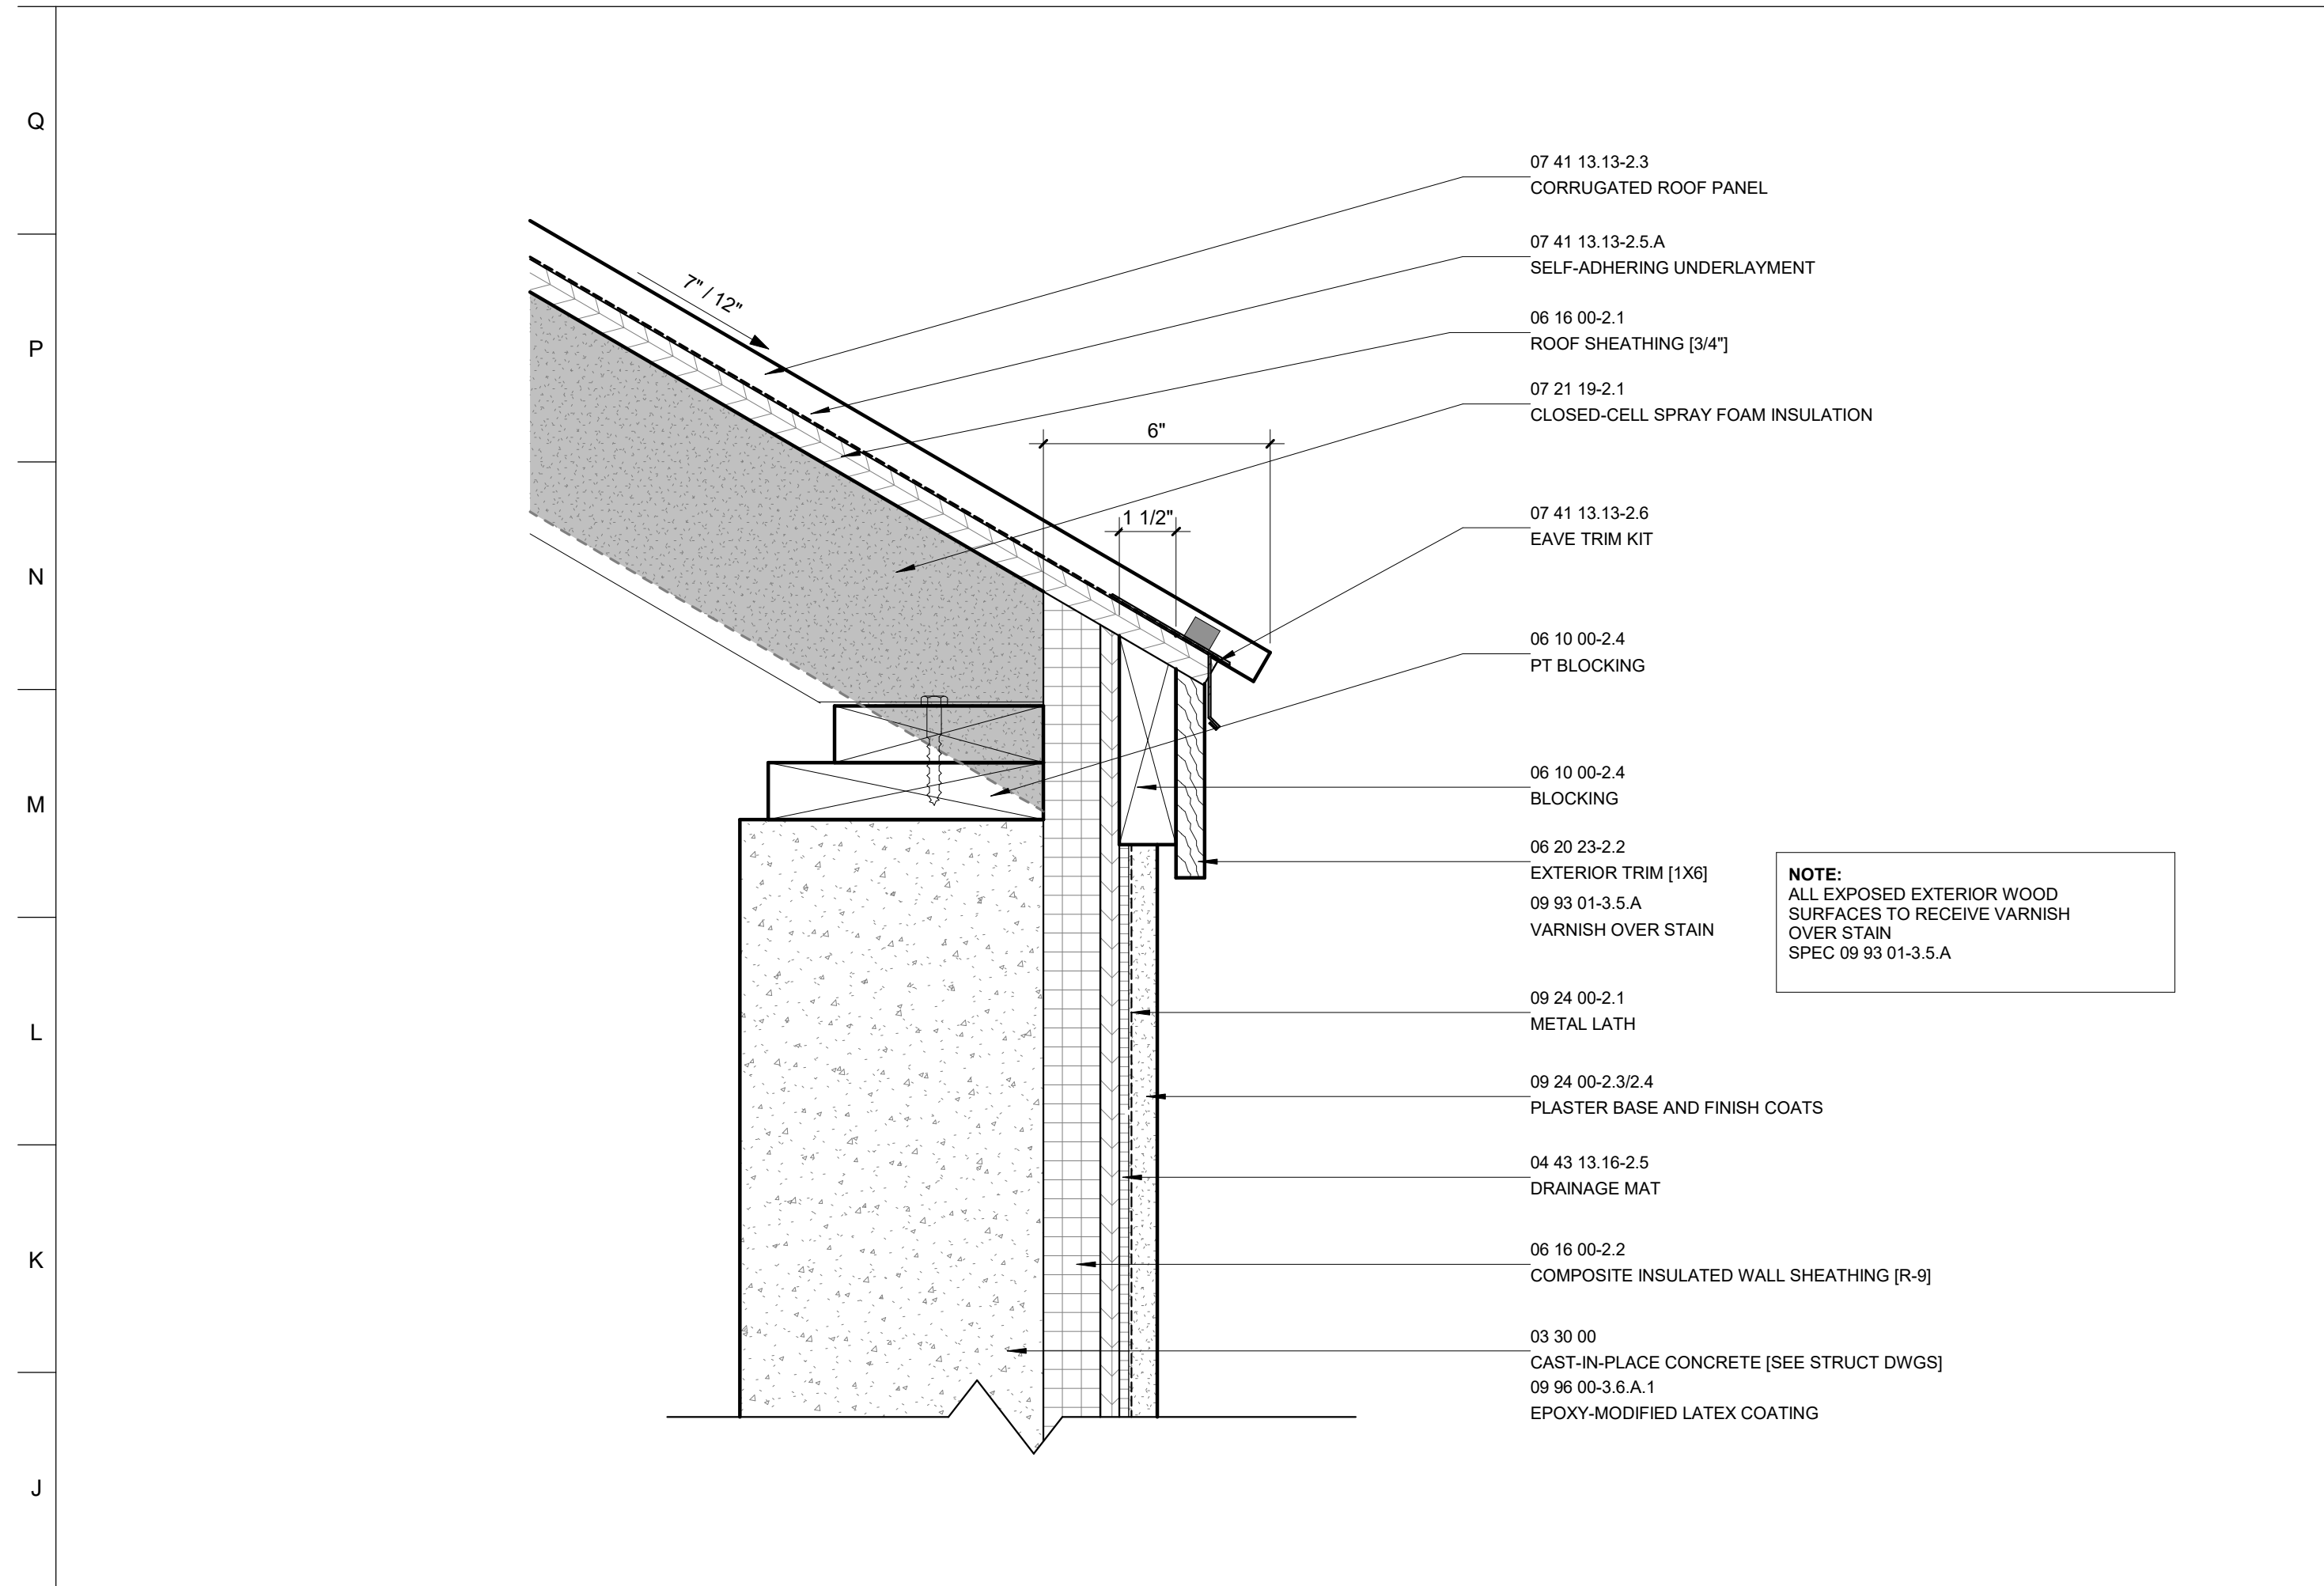 Q
P
N
M
L
K
J
7" / 12"
6"
1 1/2"
07 41 13.13-2.3
CORRUGATED ROOF PANEL
07 41 13.13-2.5.A
SELF-ADHERING UNDERLAYMENT
06 16 00-2.1
ROOF SHEATHING [3/4"]
07 21 19-2.1
CLOSED-CELL SPRAY FOAM INSULATION
07 41 13.13-2.6
EAVE TRIM KIT
06 10 00-2.4
PT BLOCKING
06 10 00-2.4
BLOCKING
06 20 23-2.2
EXTERIOR TRIM [1X6]
09 93 01-3.5.A
VARNISH OVER STAIN
NOTE:
ALL EXPOSED EXTERIOR WOOD
SURFACES TO RECEIVE VARNISH
OVER STAIN
SPEC 09 93 01-3.5.A
09 24 00-2.1
METAL LATH
09 24 00-2.3/2.4
PLASTER BASE AND FINISH COATS
04 43 13.16-2.5
DRAINAGE MAT
06 16 00-2.2
COMPOSITE INSULATED WALL SHEATHING [R-9]
03 30 00
CAST-IN-PLACE CONCRETE [SEE STRUCT DWGS]
09 96 00-3.6.A.1
EPOXY-MODIFIED LATEX COATING